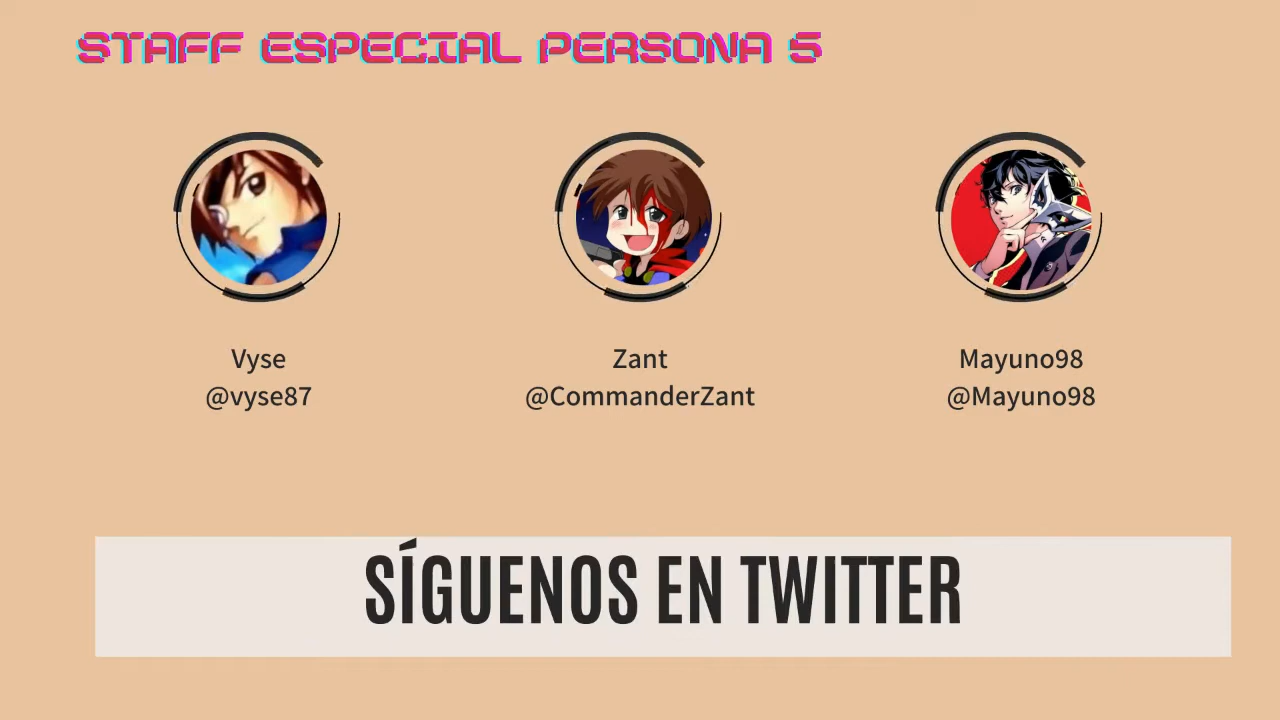 STAFF ESPECIAL PERSONA 5
Vyse
@vyse87
Zant
@CommanderZant
Mayuno98
@Mayuno98
SÍGUENOS EN TWITTER